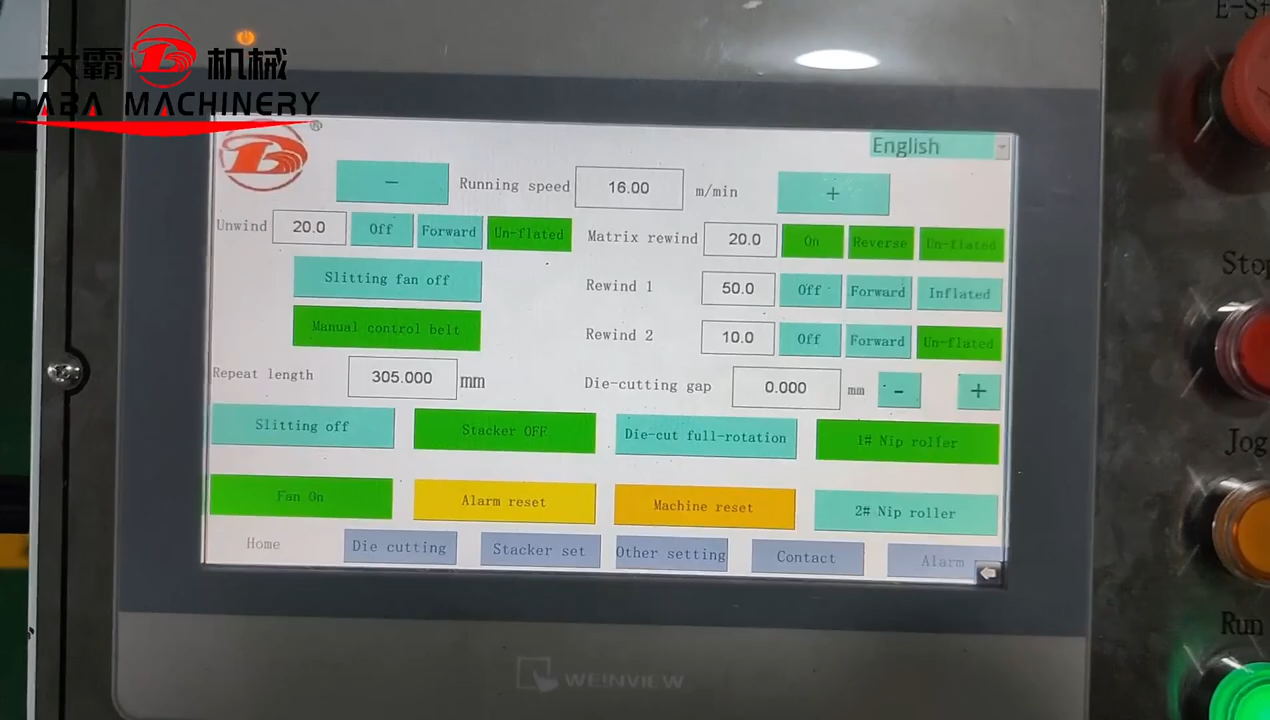 大霸 机械
DABA MACHINERY
®
English
− Running speed 16.00 m/min +
Unwind 20.0 Off Forward Un-flated
Matrix rewind 20.0 On Reverse Un-flated
Slitting fan off
Rewind 1 50.0 Off Forward Inflated
Manual control belt
Rewind 2 10.0 Off Forward Un-flated
Repeat length 305.000 mm
Die-cutting gap 0.000 mm - +
Slitting off Stacker OFF Die-cut full-rotation 1# Nip roller
Fan On Alarm reset Machine reset 2# Nip roller
Home Die cutting Stacker set Other setting Contact Alarm
WEINVIEW
E-St
Stop
Jog
Run